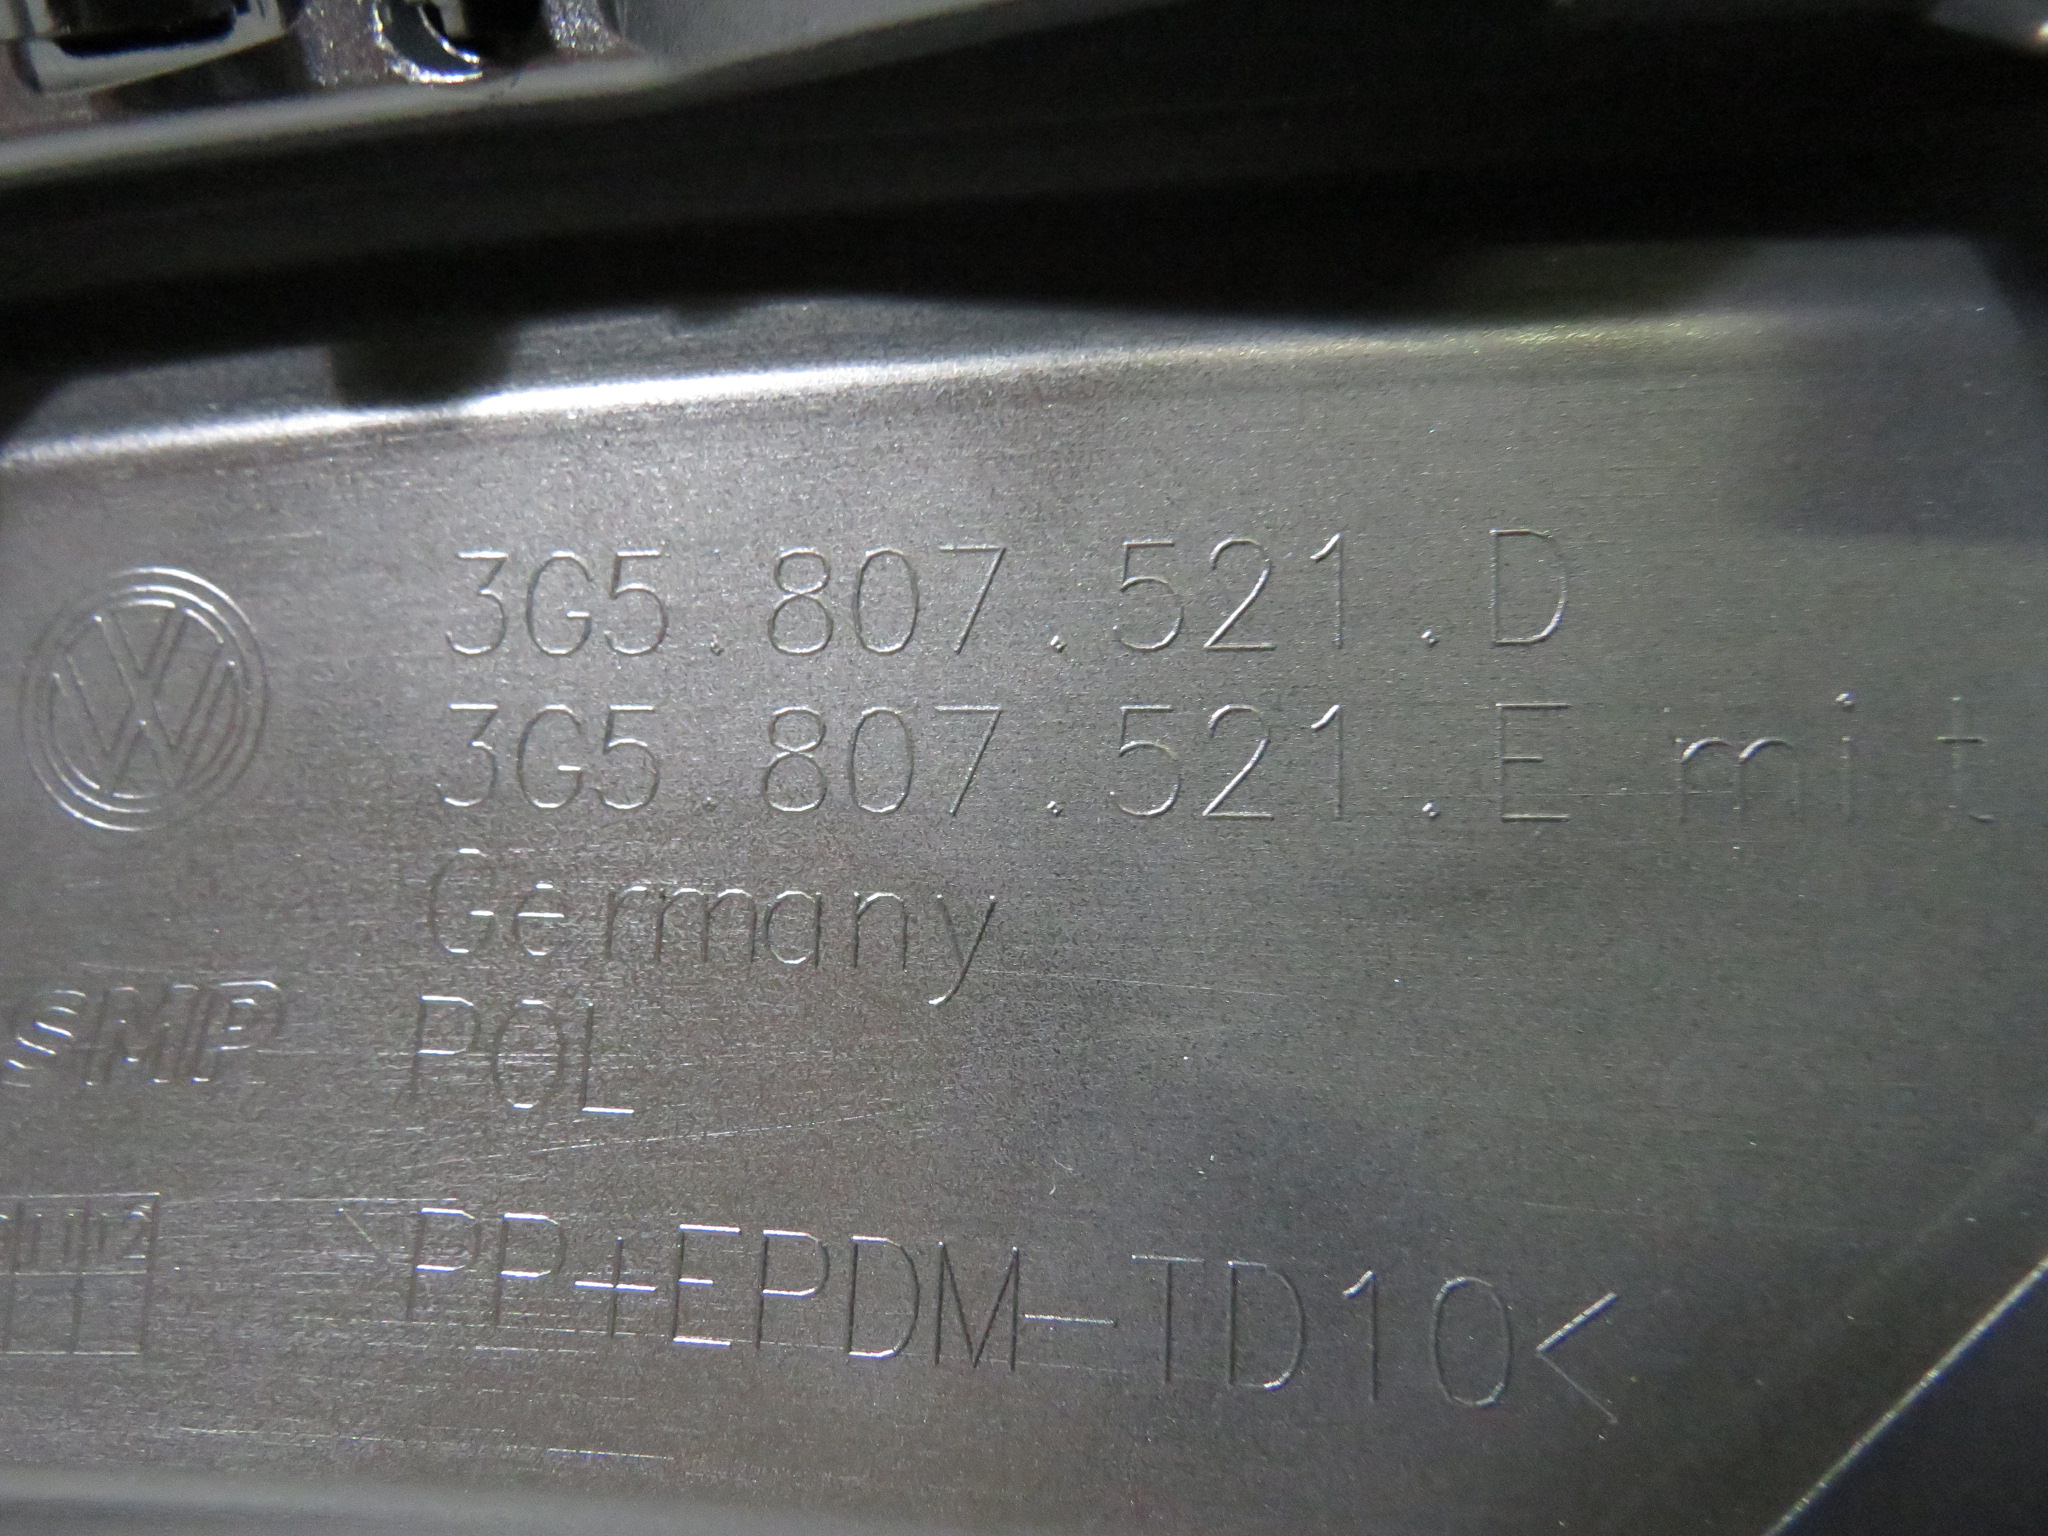 3G5.807.521.D
3G5.807.521.E mit
Germany
SMP POL
>PP+EPDM-TD10<